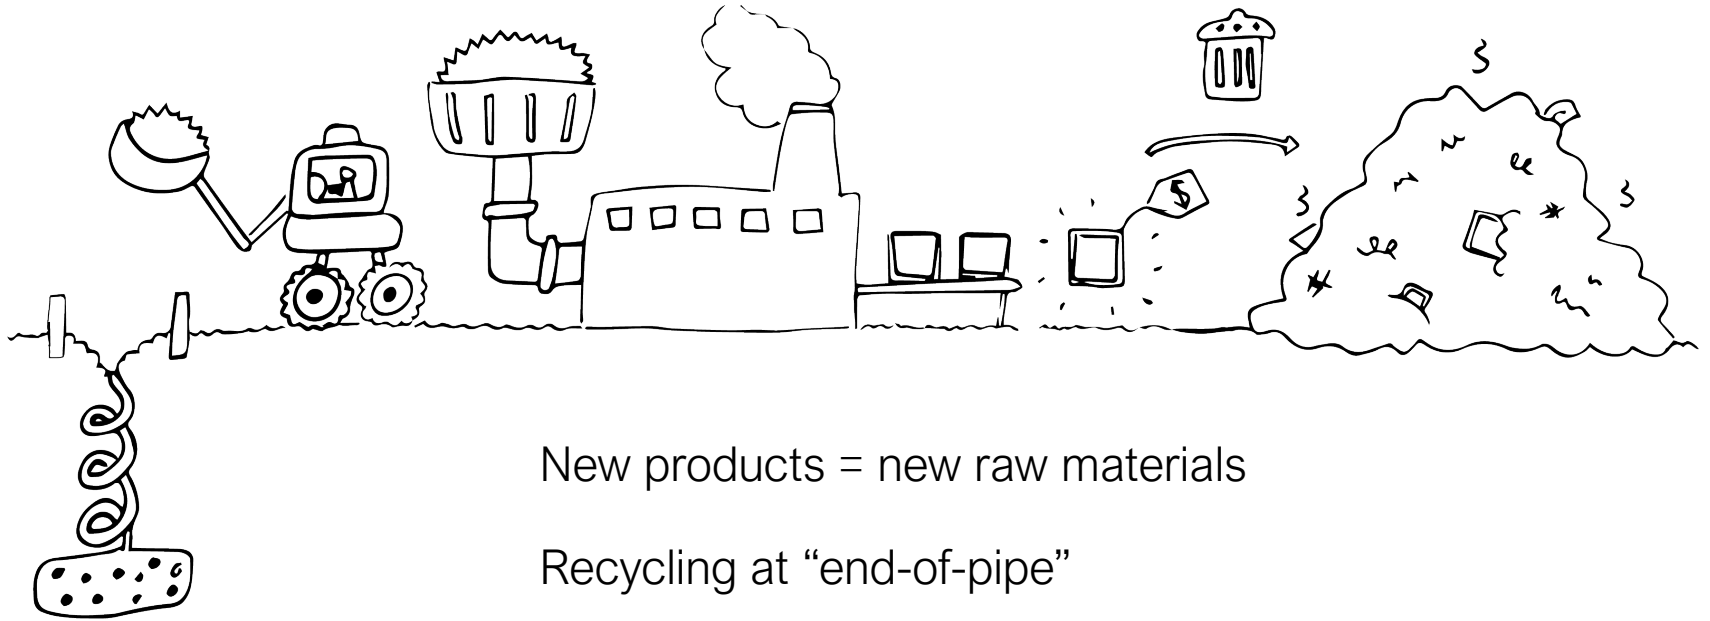 $
New products = new raw materials
Recycling at “end-of-pipe”